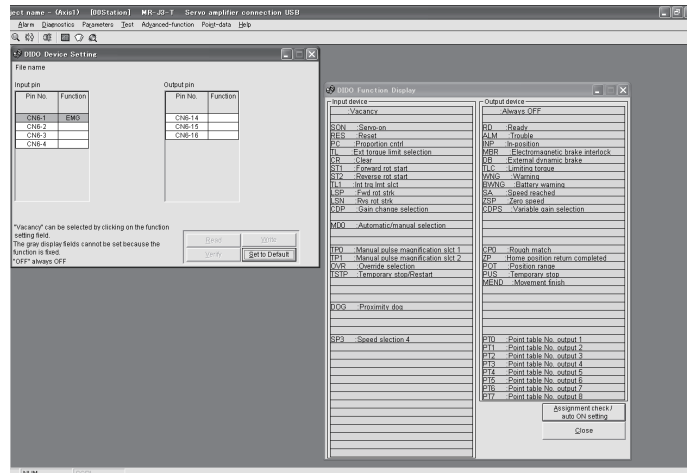 ject name - (Axis1) [00Station] MR-J3-T Servo amplifier connection USB
Alarm Diagnostics Parameters Test Advanced-function Point-data Help
DIDO Device Setting
File name
Input pin
Output pin
Pin No. Function
Pin No. Function
CN6-1 EMG
CN6-2
CN6-3
CN6-4
CN6-14
CN6-15
CN6-16
"Vacancy" can be selected by clicking on the function
setting field.
The gray display fields cannot be set because the
function is fixed.
"OFF" always OFF
Read
Write
Verify
Set to Default
DIDO Function Display
Input device
:Vacancy
SON :Servo-on
RES :Reset
PC :Proportion cntrl
TL :Ext torque limit selection
CR :Clear
ST1 :Forward rot start
ST2 :Reverse rot start
TL1 :Int trq lmt slct
LSP :Fwd rot strk
LSN :Rvs rot strk
CDP :Gain change selection
MD0 :Automatic/manual selection
TP0 :Manual pulse magnification slct 1
TP1 :Manual pulse magnification slct 2
OVR :Override selection
TSTP :Temporary stop/Restart
DOG :Proximity dog
SP3 :Speed slection 4
Output device
:Always OFF
RD :Ready
ALM :Trouble
INP :In-position
MBR :Electromagnetic brake interlock
DB :External dynamic brake
TLC :Limiting torque
WNG :Warning
BWNG :Battery warning
SA :Speed reached
ZSP :Zero speed
CDPS :Variable gain selection
CPO :Rough match
ZP :Home position return completed
POT :Position range
PUS :Temporary stop
MEND :Movement finish
PT0 :Point table No. output 1
PT1 :Point table No. output 2
PT2 :Point table No. output 3
PT3 :Point table No. output 4
PT4 :Point table No. output 5
PT5 :Point table No. output 6
PT6 :Point table No. output 7
PT7 :Point table No. output 8
Assignment check /
auto ON setting
Close
NUM